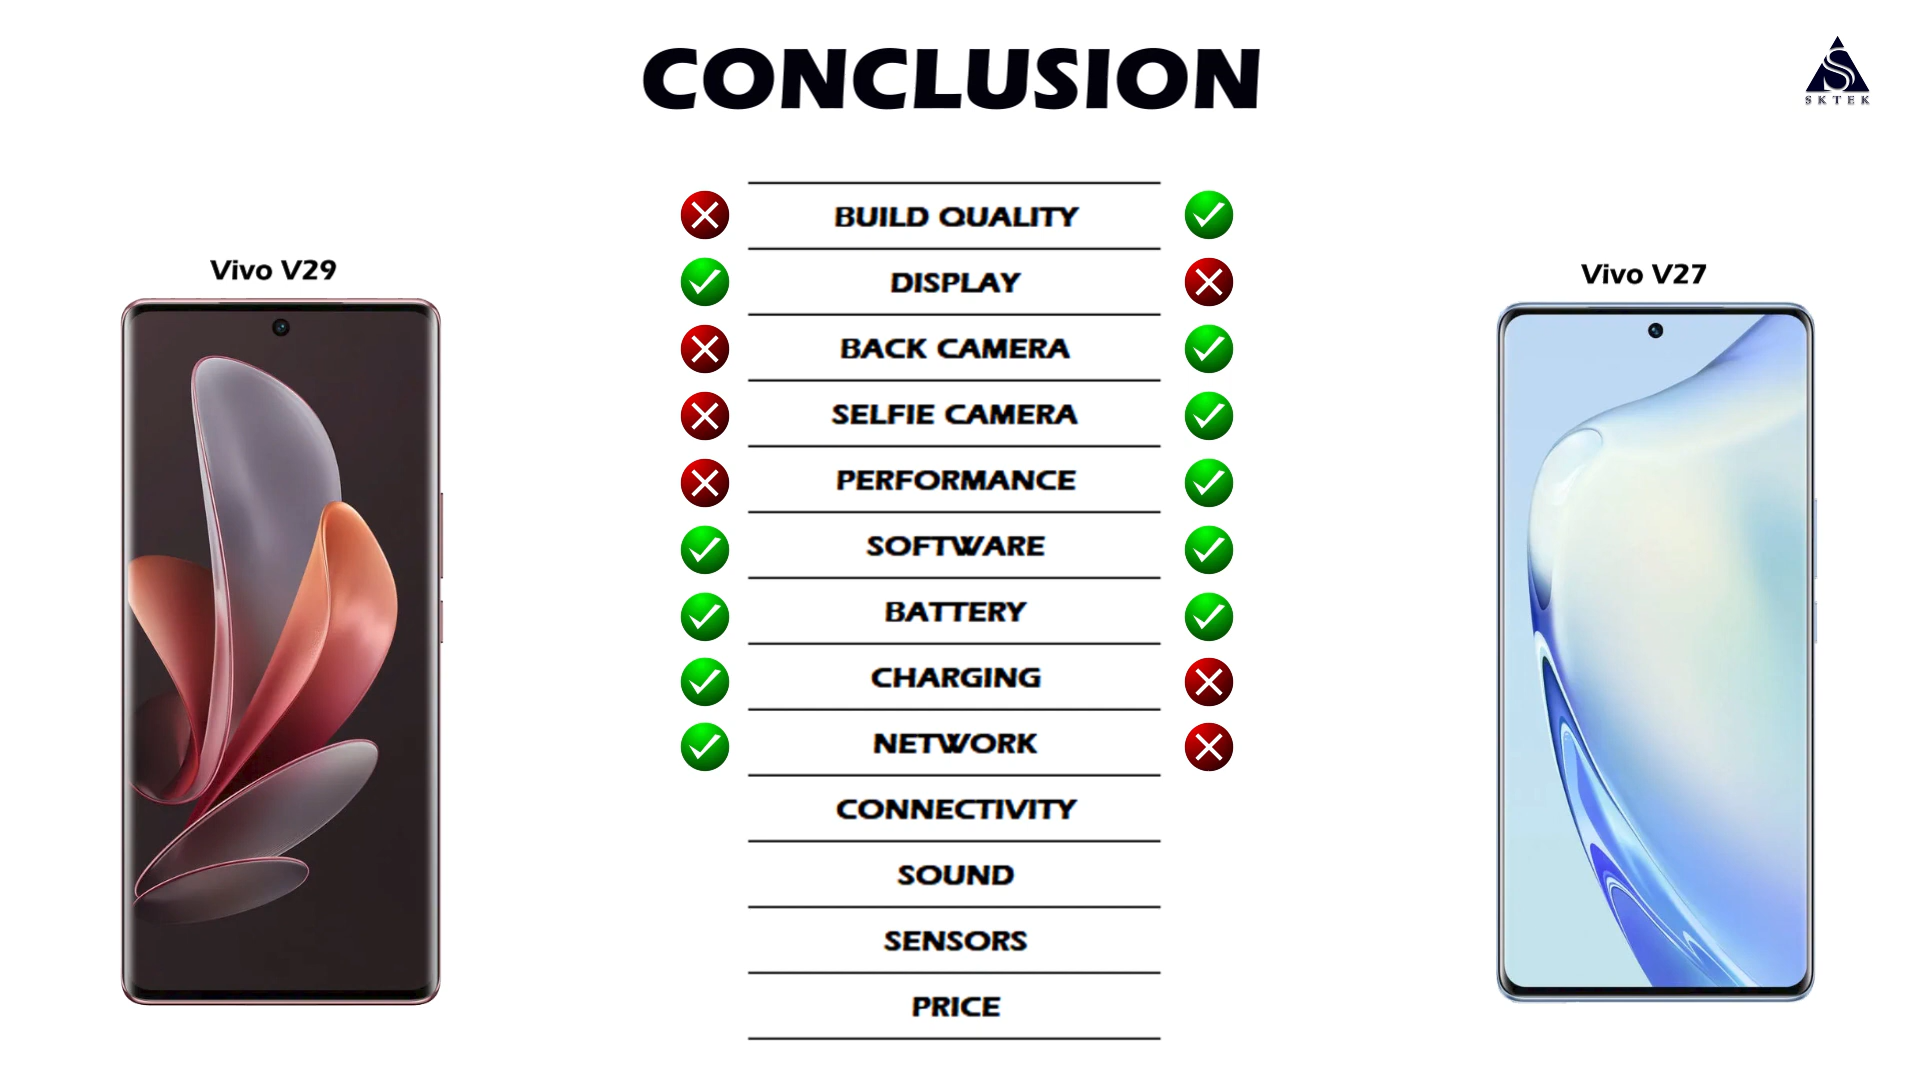 CONCLUSION
SKTEK
BUILD QUALITY
Vivo V29
Vivo V27
DISPLAY
BACK CAMERA
SELFIE CAMERA
PERFORMANCE
SOFTWARE
BATTERY
CHARGING
NETWORK
CONNECTIVITY
SOUND
SENSORS
PRICE